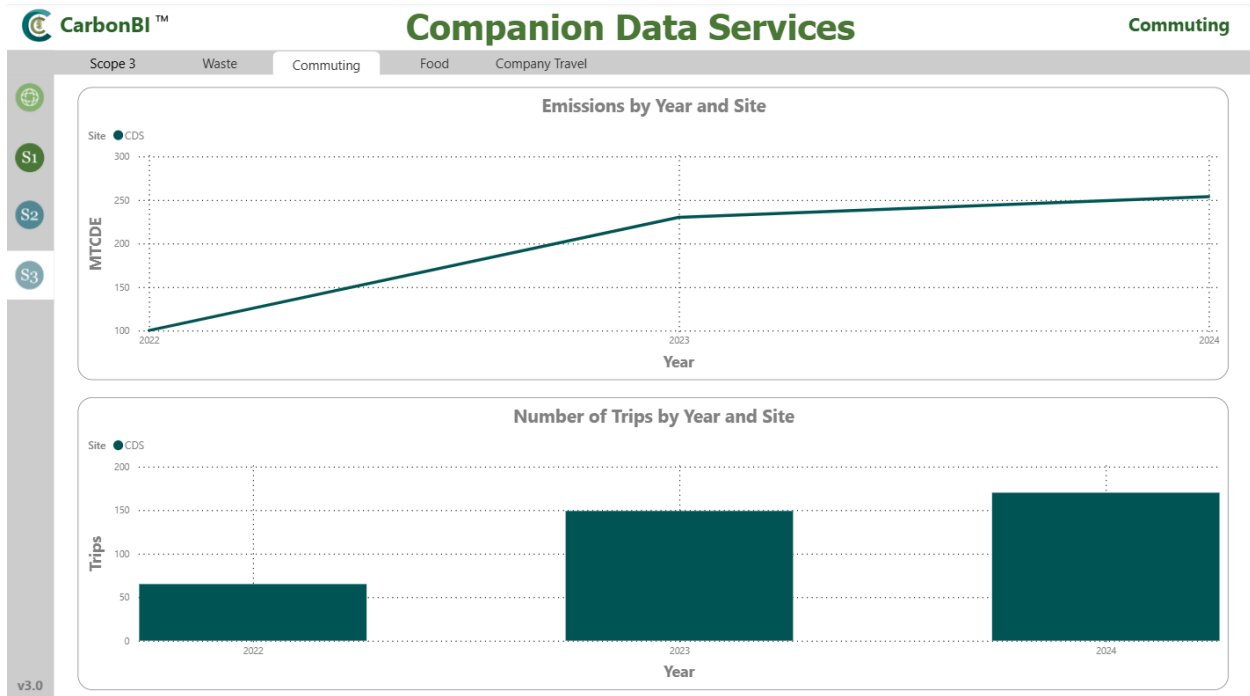 CarbonBI ™
Companion Data Services
Commuting
Scope 3
Waste
Commuting
Food
Company Travel
S1
S2
S3
v3.0
Emissions by Year and Site
Site CDS
MTCDE
300
250
200
150
100
2022
2023
2024
Year
Number of Trips by Year and Site
Site CDS
Trips
200
150
100
50
0
2022
2023
2024
Year